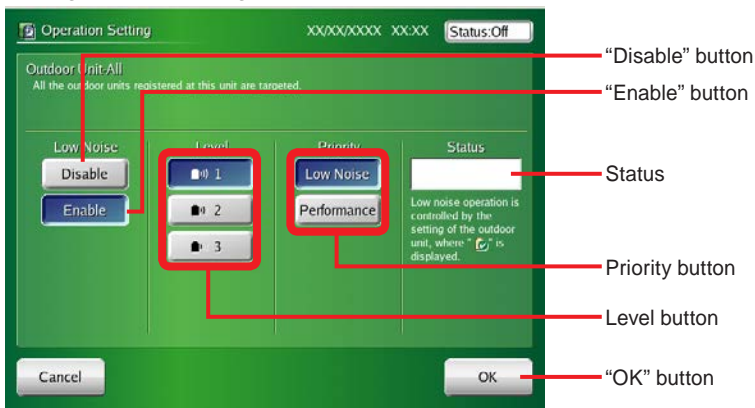 Operation Setting XX/XX/XXXX XX:XX Status:Off
Outdoor Unit-All
All the outdoor units registered at this unit are targeted.
Low Noise Level Priority Status
Disable 1 Low Noise
Enable 2 Performance
3
Low noise operation is
controlled by the
setting of the outdoor
unit, where " " is
displayed.
Cancel OK
“Disable” button
“Enable” button
Status
Priority button
Level button
“OK” button